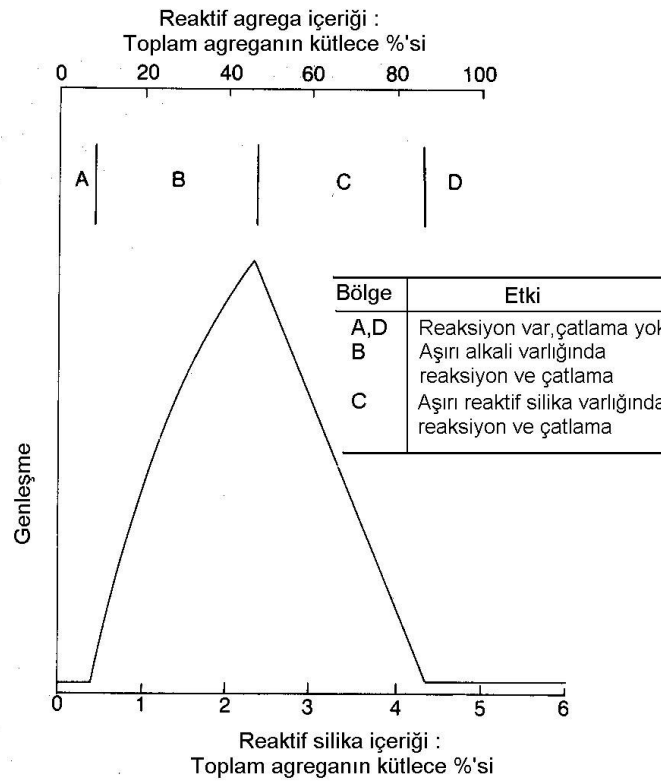 Reaktif agrega içeriği :
Toplam agreganın kütlece %'si
0 20 40 60 80 100
A B C D
Bölge Etki
A,D Reaksiyon var,çatlama yok
B Aşırı alkali varlığında
reaksiyon ve çatlama
C Aşırı reaktif silika varlığında
reaksiyon ve çatlama
Genleşme
0 1 2 3 4 5 6
Reaktif silika içeriği :
Toplam agreganın kütlece %'si